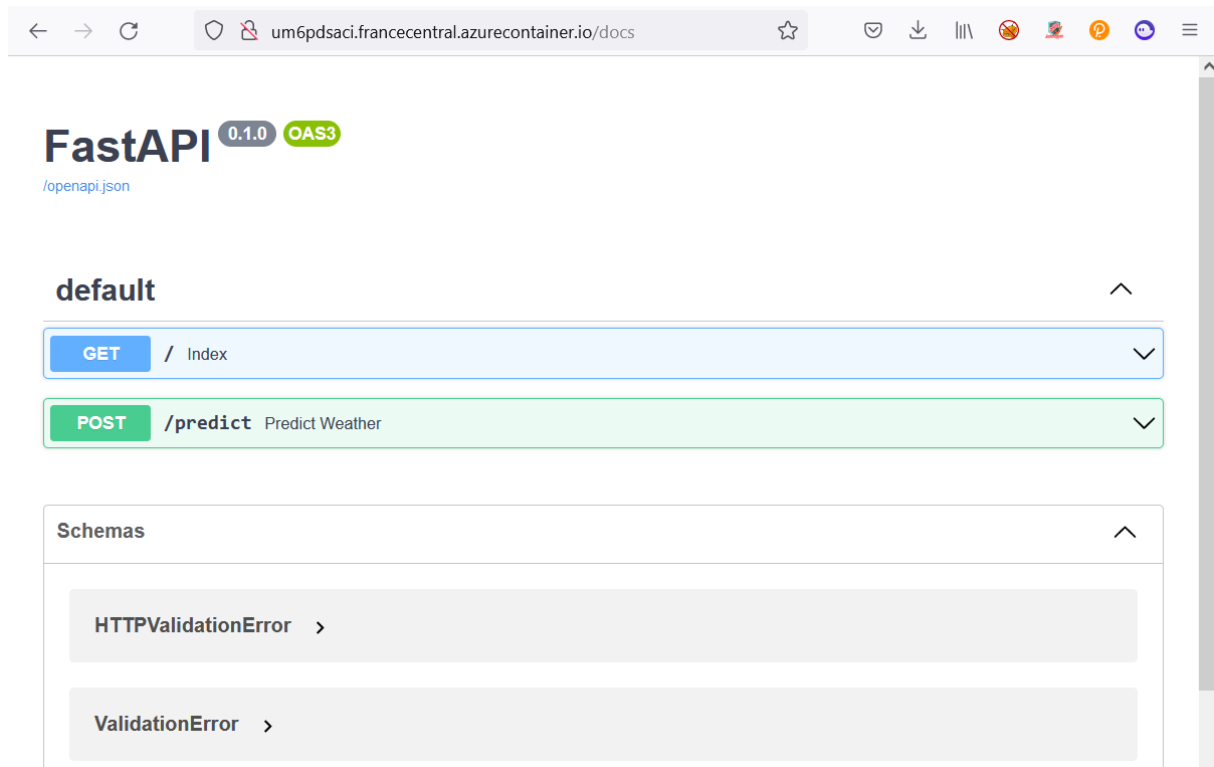 um6pdsaci.francecentral.azurecontainer.io/docs
FastAPI 0.1.0 OAS3
/openapi.json
default
GET / Index
POST /predict Predict Weather
Schemas
HTTPValidationError
ValidationError